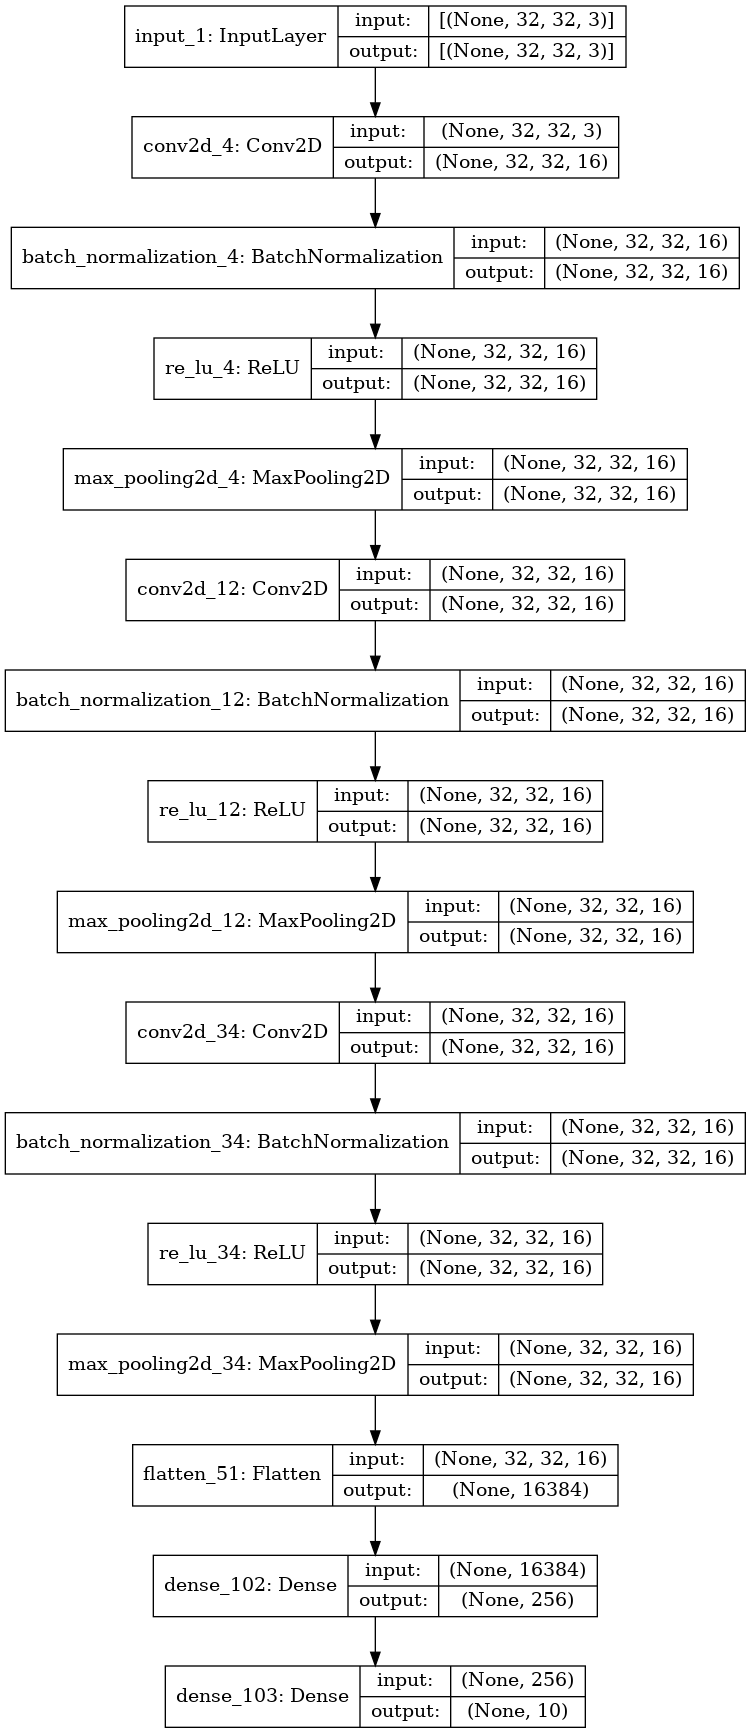 input_1: InputLayer
input: [(None, 32, 32, 3)]
output: [(None, 32, 32, 3)]
conv2d_4: Conv2D
input: (None, 32, 32, 3)
output: (None, 32, 32, 16)
batch_normalization_4: BatchNormalization
input: (None, 32, 32, 16)
output: (None, 32, 32, 16)
re_lu_4: ReLU
input: (None, 32, 32, 16)
output: (None, 32, 32, 16)
max_pooling2d_4: MaxPooling2D
input: (None, 32, 32, 16)
output: (None, 32, 32, 16)
conv2d_12: Conv2D
input: (None, 32, 32, 16)
output: (None, 32, 32, 16)
batch_normalization_12: BatchNormalization
input: (None, 32, 32, 16)
output: (None, 32, 32, 16)
re_lu_12: ReLU
input: (None, 32, 32, 16)
output: (None, 32, 32, 16)
max_pooling2d_12: MaxPooling2D
input: (None, 32, 32, 16)
output: (None, 32, 32, 16)
conv2d_34: Conv2D
input: (None, 32, 32, 16)
output: (None, 32, 32, 16)
batch_normalization_34: BatchNormalization
input: (None, 32, 32, 16)
output: (None, 32, 32, 16)
re_lu_34: ReLU
input: (None, 32, 32, 16)
output: (None, 32, 32, 16)
max_pooling2d_34: MaxPooling2D
input: (None, 32, 32, 16)
output: (None, 32, 32, 16)
flatten_51: Flatten
input: (None, 32, 32, 16)
output: (None, 16384)
dense_102: Dense
input: (None, 16384)
output: (None, 256)
dense_103: Dense
input: (None, 256)
output: (None, 10)